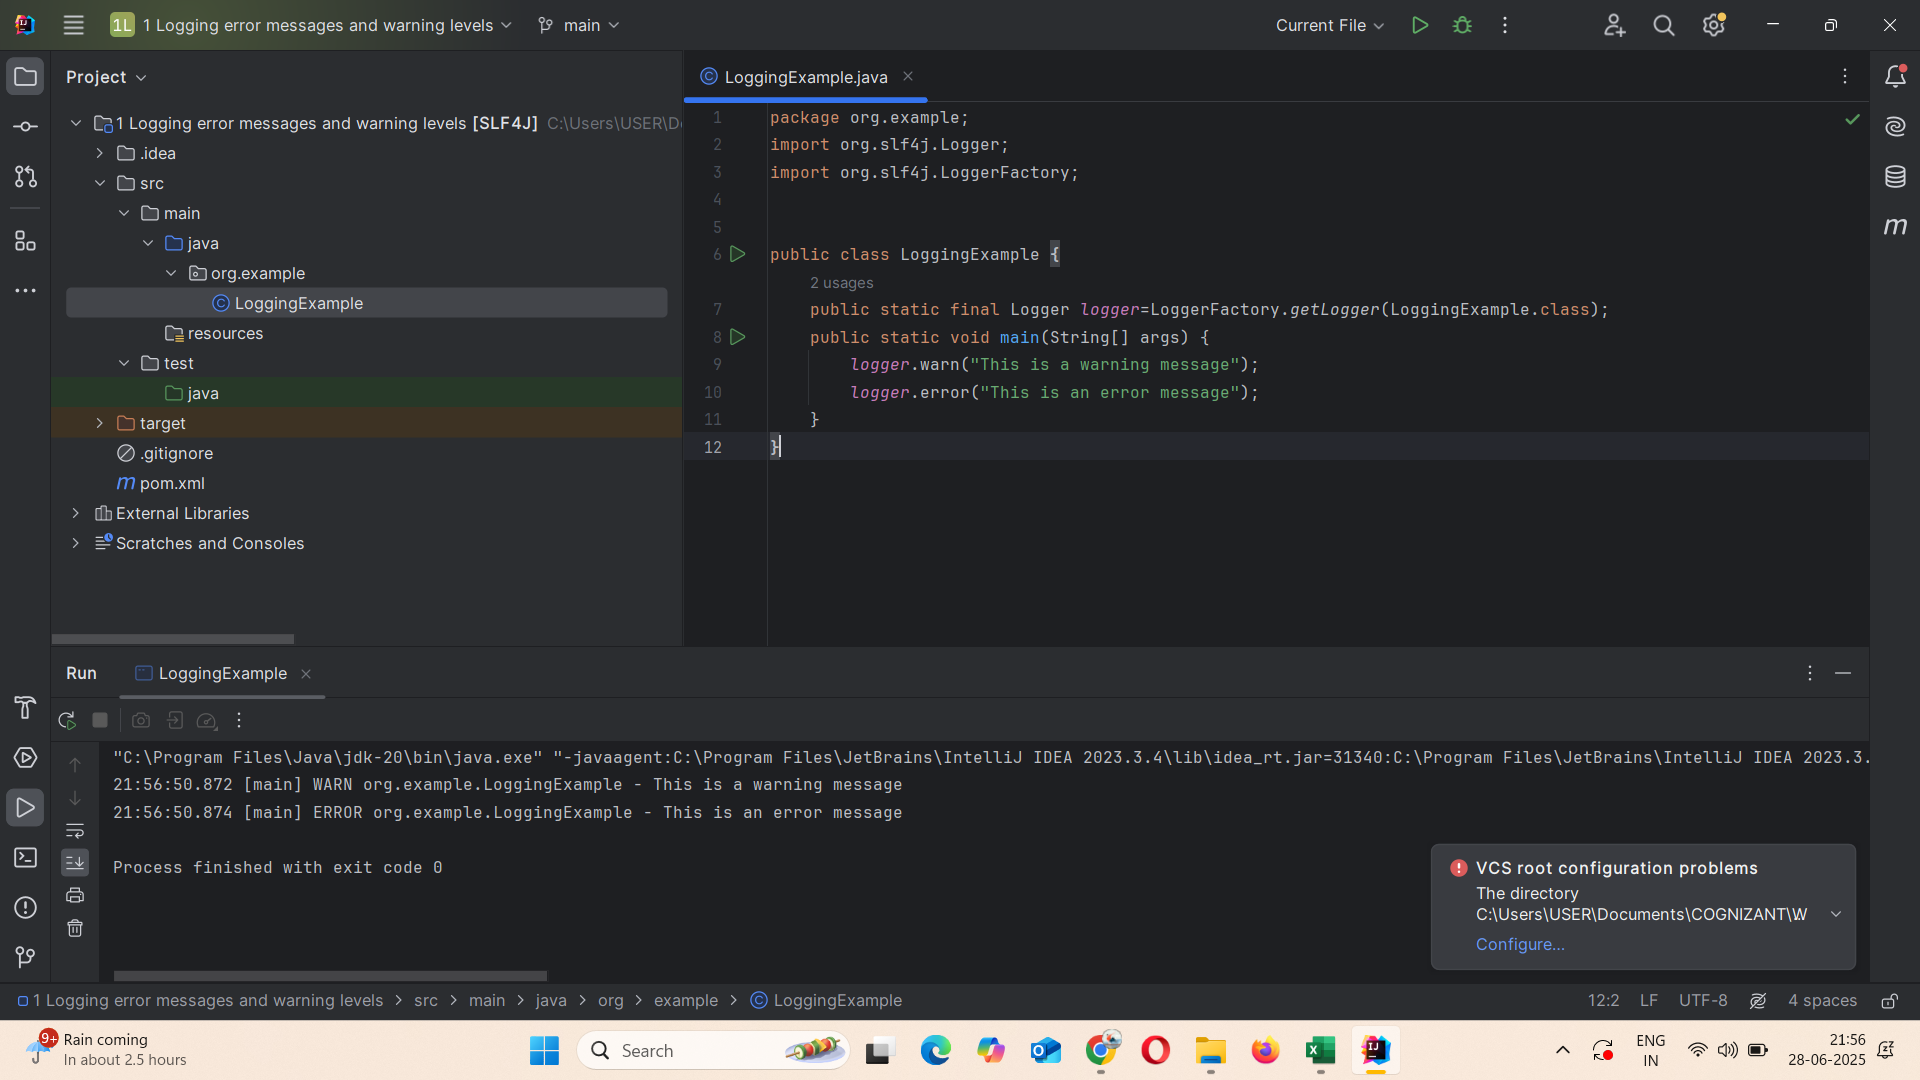 1L 1 Logging error messages and warning levels main Current File
Project
LoggingExample.java
1 Logging error messages and warning levels [SLF4J] C:\Users\USER\D
.idea
src
main
java
org.example
LoggingExample
resources
test
java
target
.gitignore
m pom.xml
External Libraries
Scratches and Consoles
1 package org.example;
2 import org.slf4j.Logger;
3 import org.slf4j.LoggerFactory;
4
5
6 public class LoggingExample {
2 usages
7 public static final Logger logger=LoggerFactory.getLogger(LoggingExample.class);
8 public static void main(String[] args) {
9 logger.warn("This is a warning message");
10 logger.error("This is an error message");
11 }
12 }
m
Run LoggingExample
"C:\Program Files\Java\jdk-20\bin\java.exe" "-javaagent:C:\Program Files\JetBrains\IntelliJ IDEA 2023.3.4\lib\idea_rt.jar=31340:C:\Program Files\JetBrains\IntelliJ IDEA 2023.3.
21:56:50.872 [main] WARN org.example.LoggingExample - This is a warning message
21:56:50.874 [main] ERROR org.example.LoggingExample - This is an error message
Process finished with exit code 0
VCS root configuration problems
The directory
C:\Users\USER\Documents\COGNIZANT\W
Configure...
1 Logging error messages and warning levels > src > main > java > org > example > LoggingExample
12:2 LF UTF-8 4 spaces
9+ Rain coming
In about 2.5 hours
Search
ENG
IN
21:56
28-06-2025